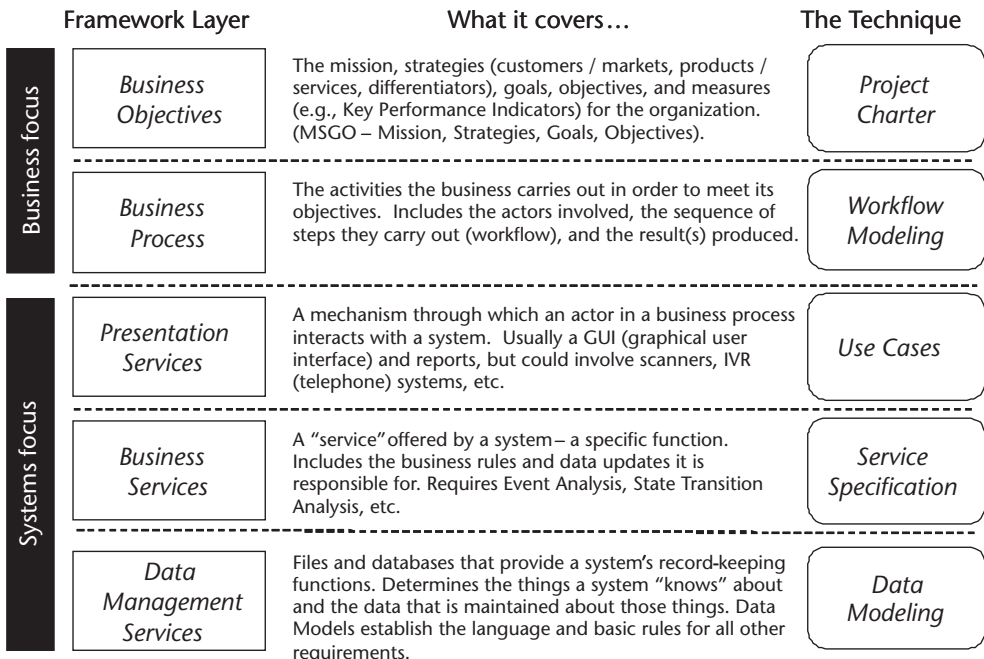 Framework Layer
What it covers…
The Technique
Business focus
Business
Objectives
The mission, strategies (customers / markets, products /
services, differentiators), goals, objectives, and measures
(e.g., Key Performance Indicators) for the organization.
(MSGO – Mission, Strategies, Goals, Objectives).
Project
Charter
Business
Process
The activities the business carries out in order to meet its
objectives. Includes the actors involved, the sequence of
steps they carry out (workflow), and the result(s) produced.
Workflow
Modeling
Systems focus
Presentation
Services
A mechanism through which an actor in a business process
interacts with a system. Usually a GUI (graphical user
interface) and reports, but could involve scanners, IVR
(telephone) systems, etc.
Use Cases
Business
Services
A “service” offered by a system – a specific function.
Includes the business rules and data updates it is
responsible for. Requires Event Analysis, State Transition
Analysis, etc.
Service
Specification
Data
Management
Services
Files and databases that provide a system’s record-keeping
functions. Determines the things a system “knows” about
and the data that is maintained about those things. Data
Models establish the language and basic rules for all other
requirements.
Data
Modeling